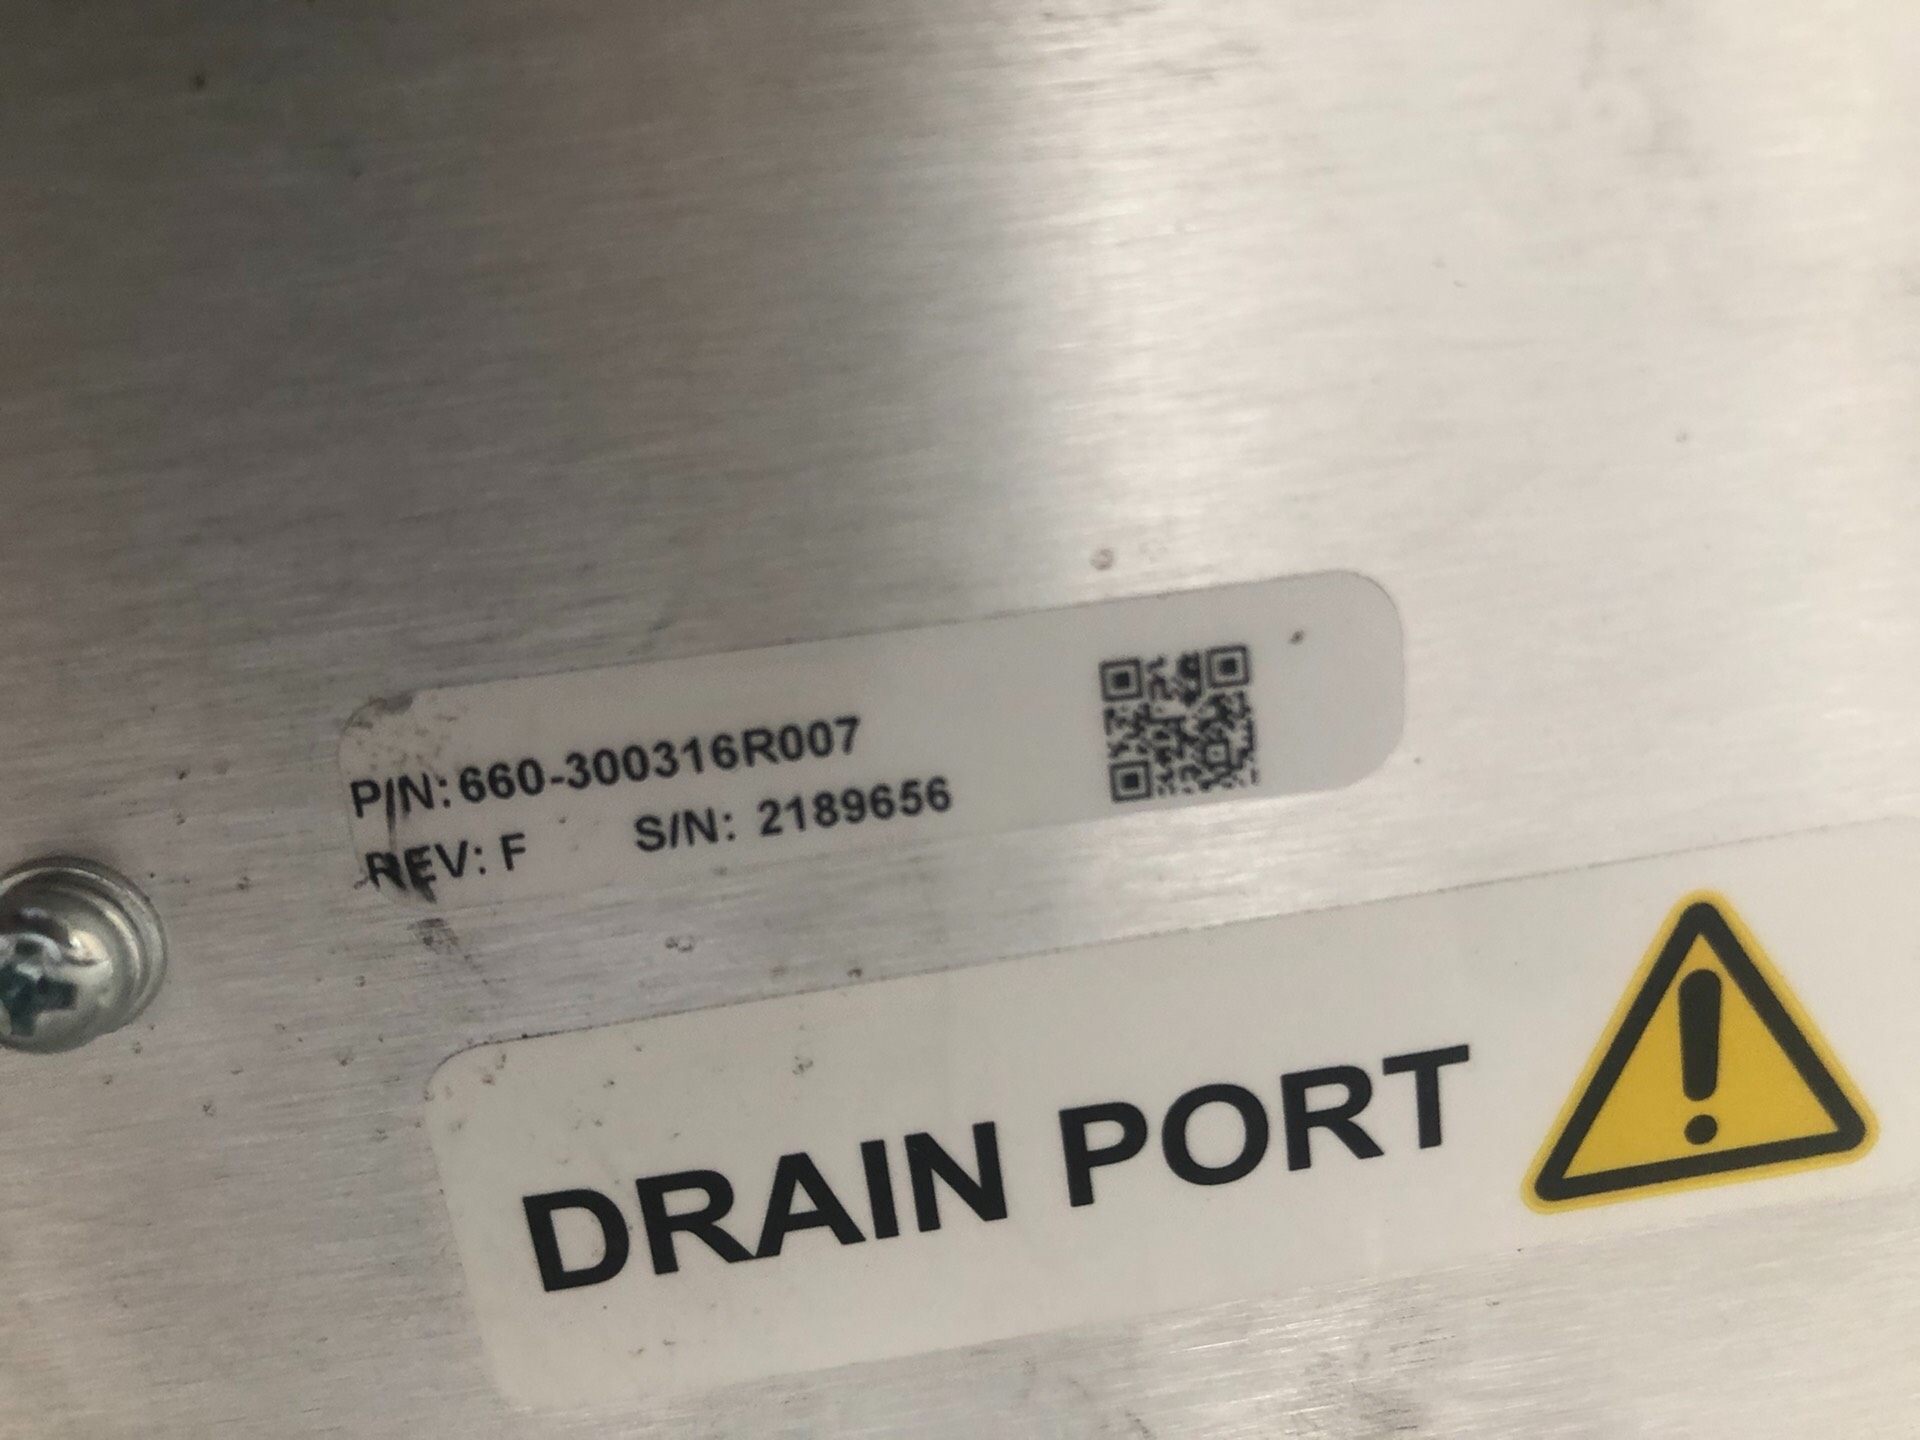 P/N: 660-300316R007
REV: F S/N: 2189656
DRAIN PORT